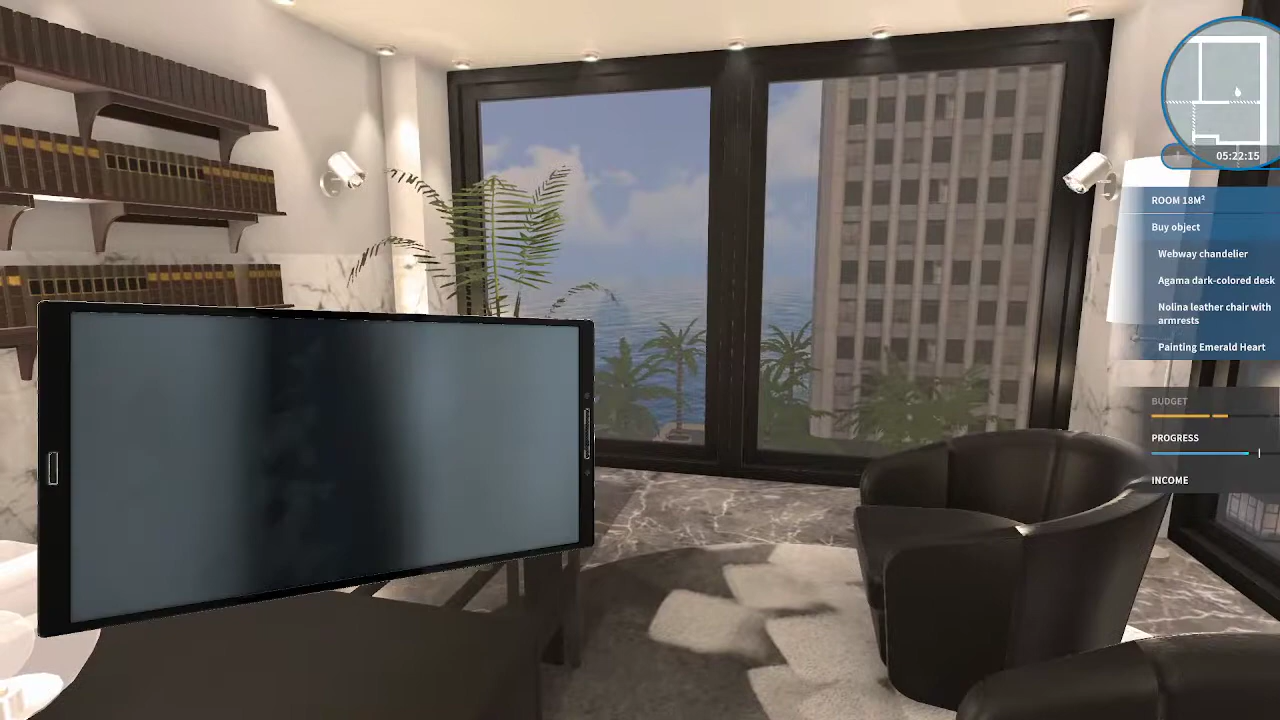 05:22:15
ROOM 18M²
Buy object
Webway chandelier
Agama dark-colored desk
Nolina leather chair with
armrests
Painting Emerald Heart
BUDGET
PROGRESS
INCOME